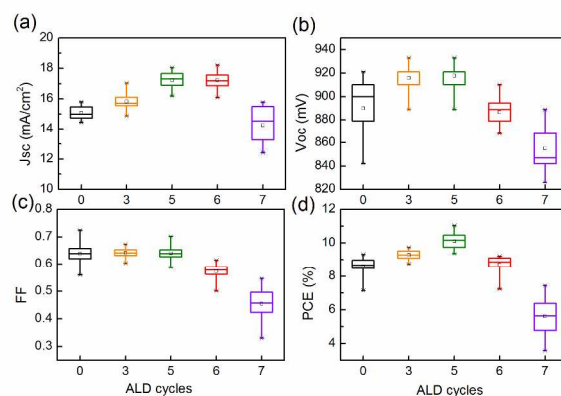 (a)
Jsc (mA/cm²)
20
18
16
14
12
0 3 5 6 7
(b)
Voc (mV)
940
920
900
880
860
840
820
0 3 5 6 7
(c)
FF
0.8
0.7
0.6
0.5
0.4
0.3
0 3 5 6 7
ALD cycles
(d)
PCE (%)
12
10
8
6
4
0 3 5 6 7
ALD cycles